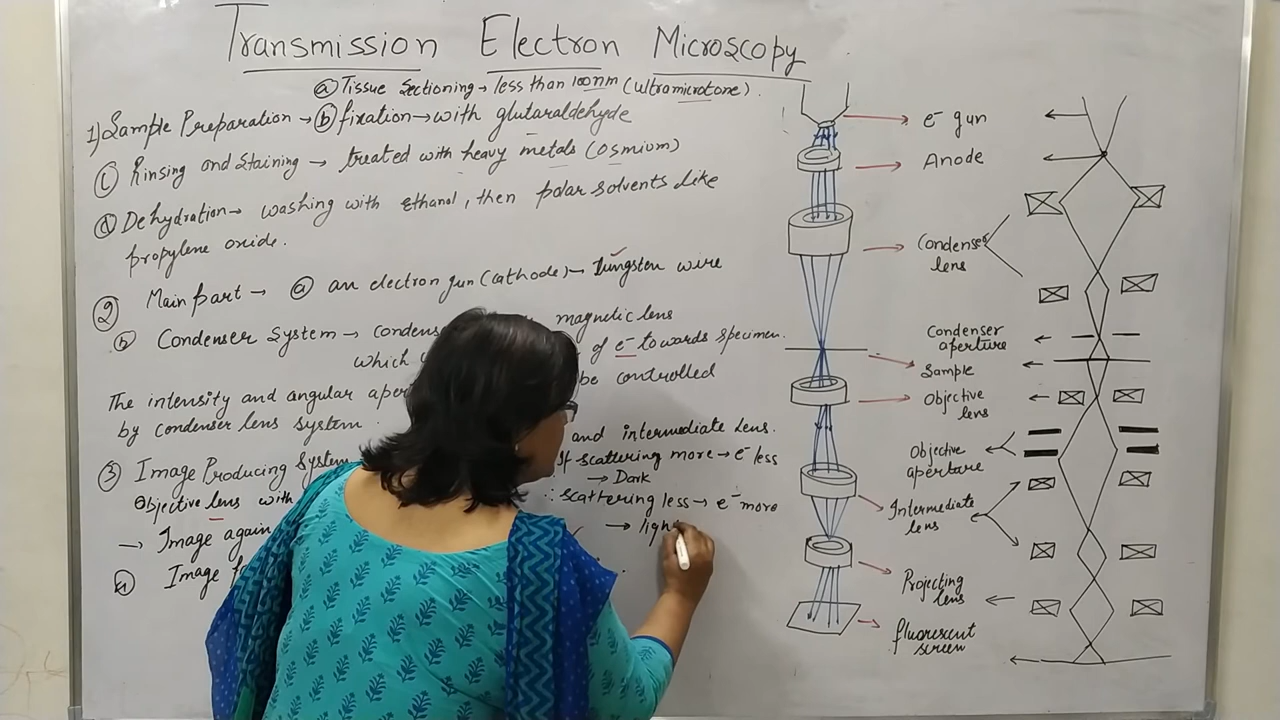 Transmission Electron Microscopy
ⓐ Tissue Sectioning → less than 100nm (ultramicrotone).
1) Sample Preparation → ⓑ fixation → with glutaraldehyde
ⓒ Rinsing and Staining → treated with heavy metals (Osmium)
ⓓ Dehydration → washing with ethanol, then polar solvents like
propylene oxide.
② Main part → ⓐ an electron gun (cathode) → Tungsten wire
ⓑ Condenser System → condens magnetic lens
which of e⁻ towards specimen.
The intensity and angular aper be controlled
by condenser lens system.
③ Image Producing System
Objective lens with and intermediate Lens.
→ Image again
Image
If scattering more → e⁻ less
→ Dark
∴ scattering less → e⁻ more
→ ligh
e⁻ gun
Anode
Condenser
lens
Condenser
aperture
Sample
Objective
lens
Objective
aperture
Intermediate
lens
Projecting
lens
fluorescent
screen